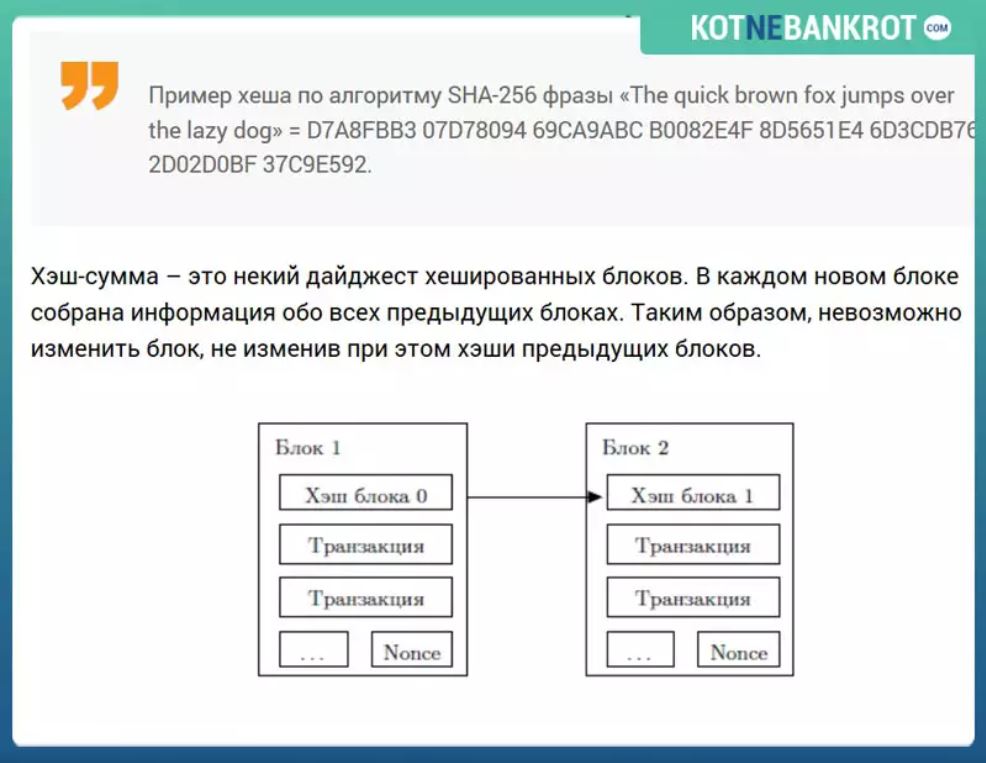 KOTNEBANKROT COM
Пример хеша по алгоритму SHA-256 фразы «The quick brown fox jumps over
the lazy dog» = D7A8FBB3 07D78094 69CA9ABC B0082E4F 8D5651E4 6D3CDB76
2D02D0BF 37C9E592.
Хэш-сумма – это некий дайджест хешированных блоков. В каждом новом блоке
собрана информация обо всех предыдущих блоках. Таким образом, невозможно
изменить блок, не изменив при этом хэши предыдущих блоков.
Блок 1
Хэш блока 0
Транзакция
Транзакция
... Nonce
Блок 2
Хэш блока 1
Транзакция
Транзакция
... Nonce